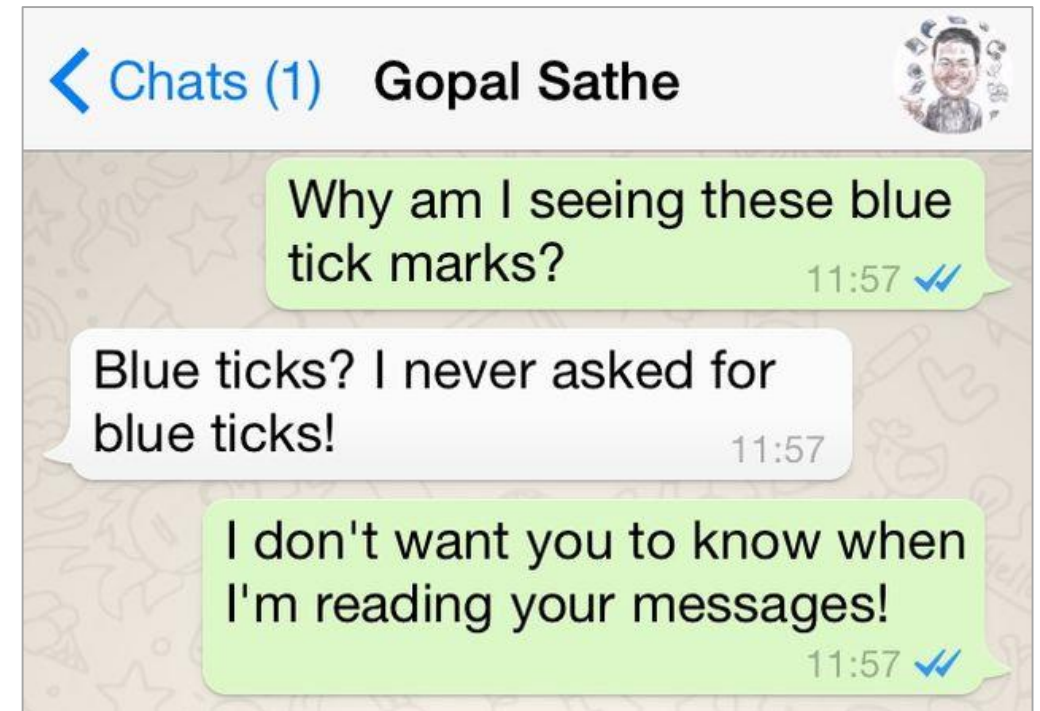 Chats (1) Gopal Sathe
Why am I seeing these blue
tick marks?
11:57
Blue ticks? I never asked for
blue ticks!
11:57
I don't want you to know when
I'm reading your messages!
11:57